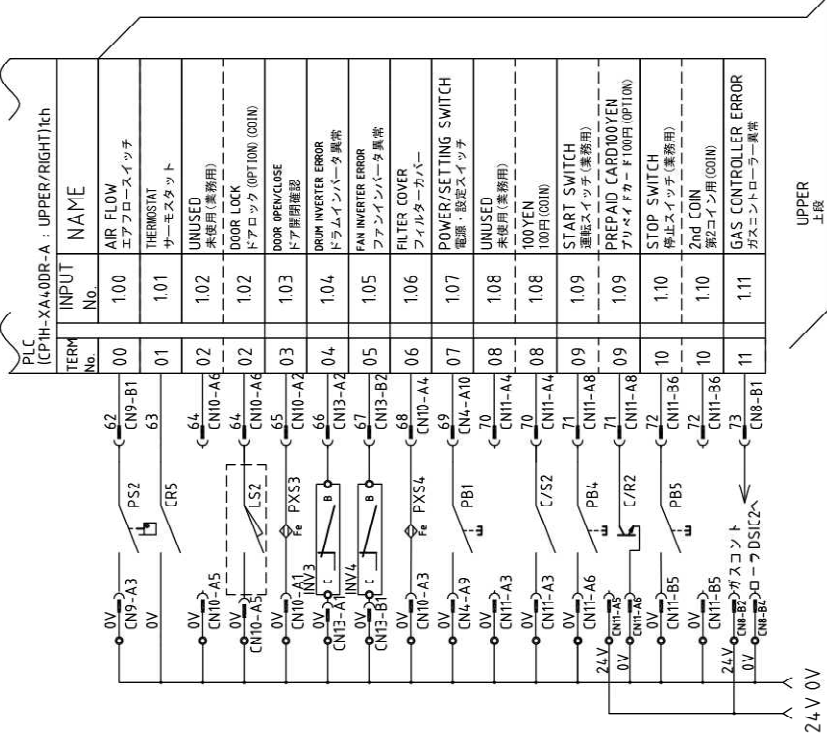 PLC
(CP1H-XA40DR-A : UPPER/RIGHT)1ch
TERM No.
INPUT No.
NAME
62
CN9-B1
PS2
0V
CN9-A3
00
1.00
AIR FLOW
エアフロースイッチ
63
CR5
0V
01
1.01
THERMOSTAT
サーモスタット
64
CN10-A6
0V
CN10-A5
02
1.02
UNUSED
未使用(業務用)
64
CN10-A6
LS2
0V
CN10-A5
02
1.02
DOOR LOCK
ドアロック (OPTION) (COIN)
65
CN10-A2
PXS3
Fe
0V
CN10-A1
03
1.03
DOOR OPEN/CLOSE
ドア開閉確認
66
CN13-A2
B
C
INV3
0V
CN13-A1
04
1.04
DRUM INVERTER ERROR
ドラムインバータ異常
67
CN13-B2
B
C
INV4
0V
CN13-B1
05
1.05
FAN INVERTER ERROR
ファンインバータ異常
68
CN10-A4
PXS4
Fe
0V
CN10-A3
06
1.06
FILTER COVER
フィルターカバー
69
CN4-A10
PB1
0V
CN4-A9
07
1.07
POWER/SETTING SWITCH
電源・設定スイッチ
70
CN11-A4
0V
CN11-A3
08
1.08
UNUSED
未使用(業務用)
70
CN11-A4
C/S2
0V
CN11-A3
08
1.08
100YEN
100円(COIN)
71
CN11-A8
PB4
0V
CN11-A6
09
1.09
START SWITCH
運転スイッチ(業務用)
71
CN11-A8
C/R2
24V
CN11-A5
0V
CN11-A6
09
1.09
PREPAID CARD100YEN
プリペイドカード100円(OPTION)
72
CN11-B6
PB5
0V
CN11-B5
10
1.10
STOP SWITCH
停止スイッチ(業務用)
72
CN11-B6
0V
CN11-B5
10
1.10
2nd COIN
第2コイン用(COIN)
73
CN8-B1
ガスコント
ローラDSIC2へ
24V
CN8-B2
0V
CN8-B4
11
1.11
GAS CONTROLLER ERROR
ガスコントローラー異常
24V 0V
UPPER
上段